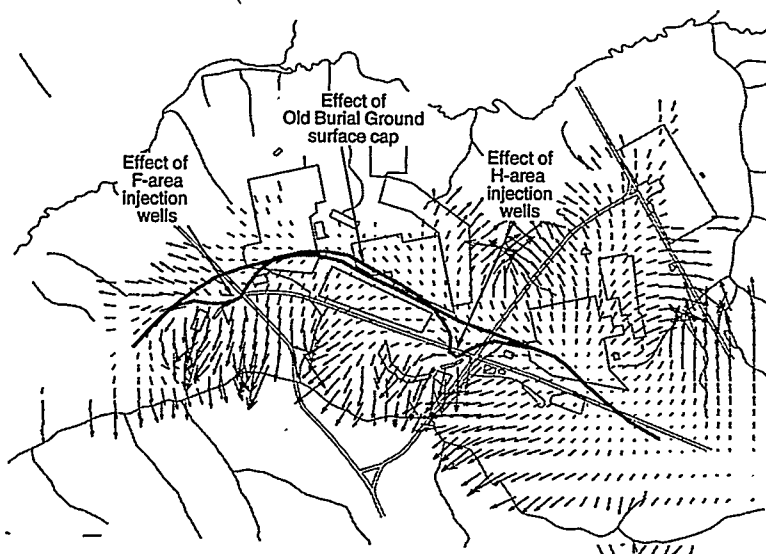 Effect of
Old Burial Ground
surface cap
Effect of
F-area
injection
wells
Effect of
H-area
injection
wells